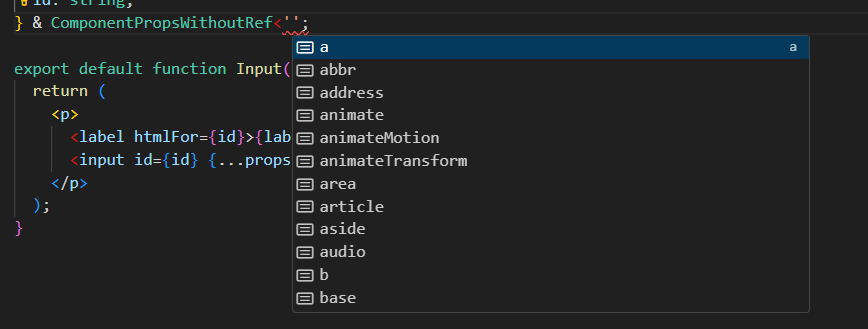 id: string;
} & ComponentPropsWithoutRef<'';
a a
abbr
export default function Input(
address
return (
animate
<p>
animateMotion
<label htmlFor={id}>{lab
<input id={id} {...props
animateTransform
</p>
area
);
article
}
aside
audio
b
base